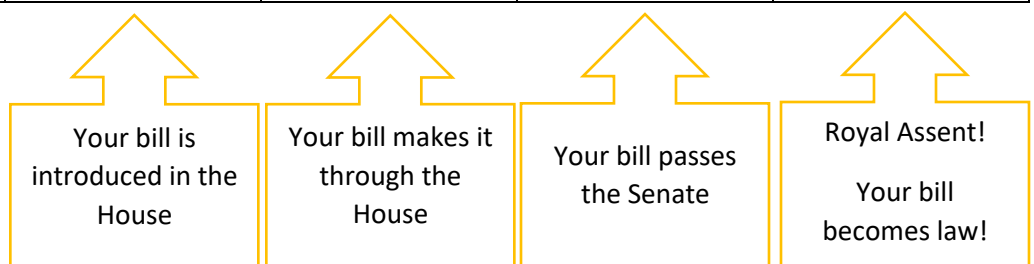 Your bill is
introduced in the
House
Your bill makes it
through the
House
Your bill passes
the Senate
Royal Assent!
Your bill
becomes law!